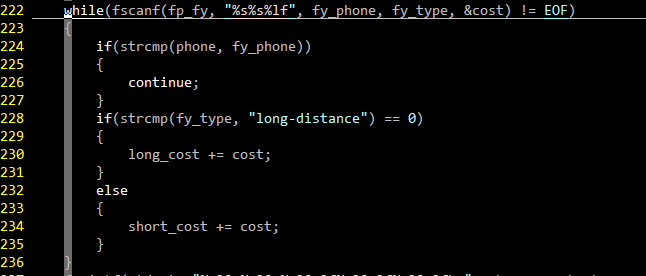 222 while(fscanf(fp_fy, "%s%s%lf", fy_phone, fy_type, &cost) != EOF)
223 {
224     if(strcmp(phone, fy_phone))
225     {
226         continue;
227     }
228     if(strcmp(fy_type, "long-distance") == 0)
229     {
230         long_cost += cost;
231     }
232     else
233     {
234         short_cost += cost;
235     }
236 }